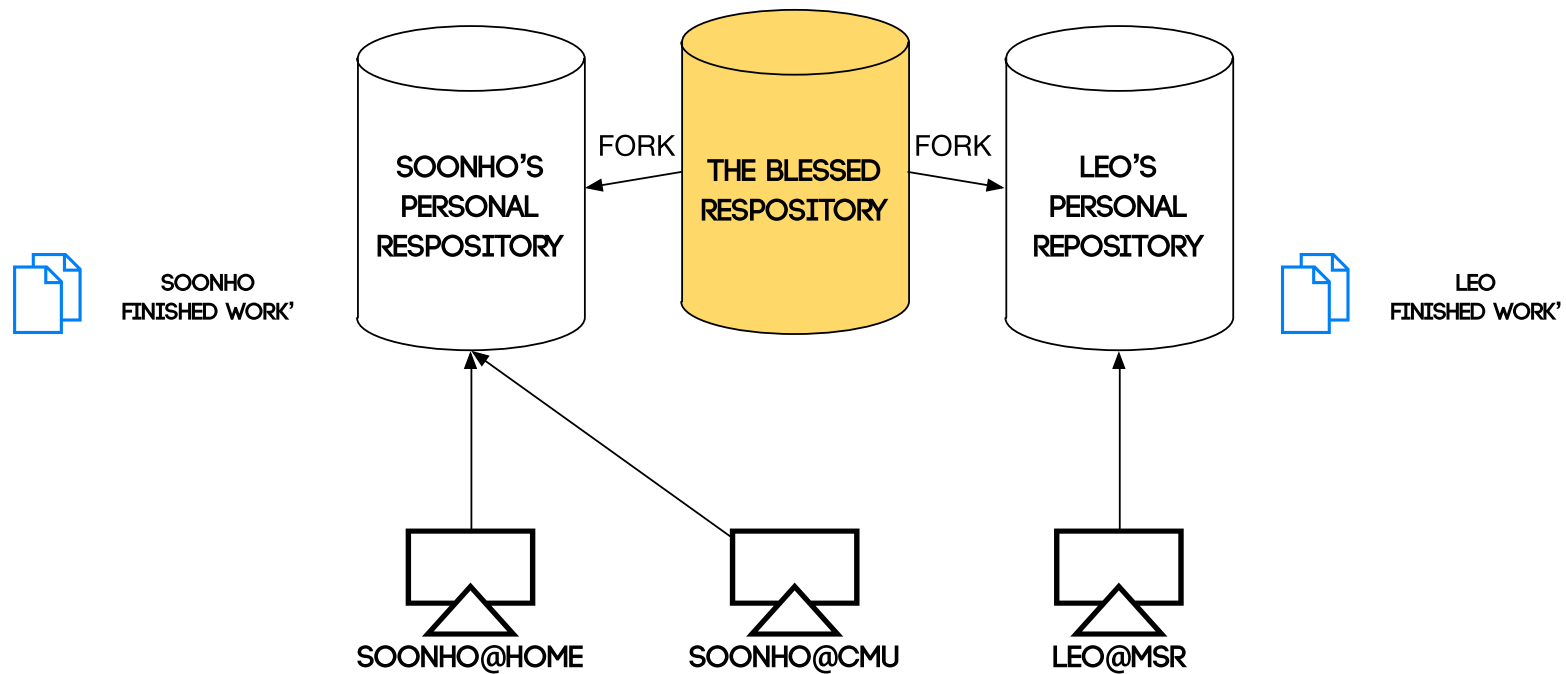 SOONHO'S
PERSONAL
RESPOSITORY
FORK
THE BLESSED
RESPOSITORY
FORK
LEO'S
PERSONAL
REPOSITORY
SOONHO
FINISHED WORK'
LEO
FINISHED WORK'
SOONHO@HOME
SOONHO@CMU
LEO@MSR